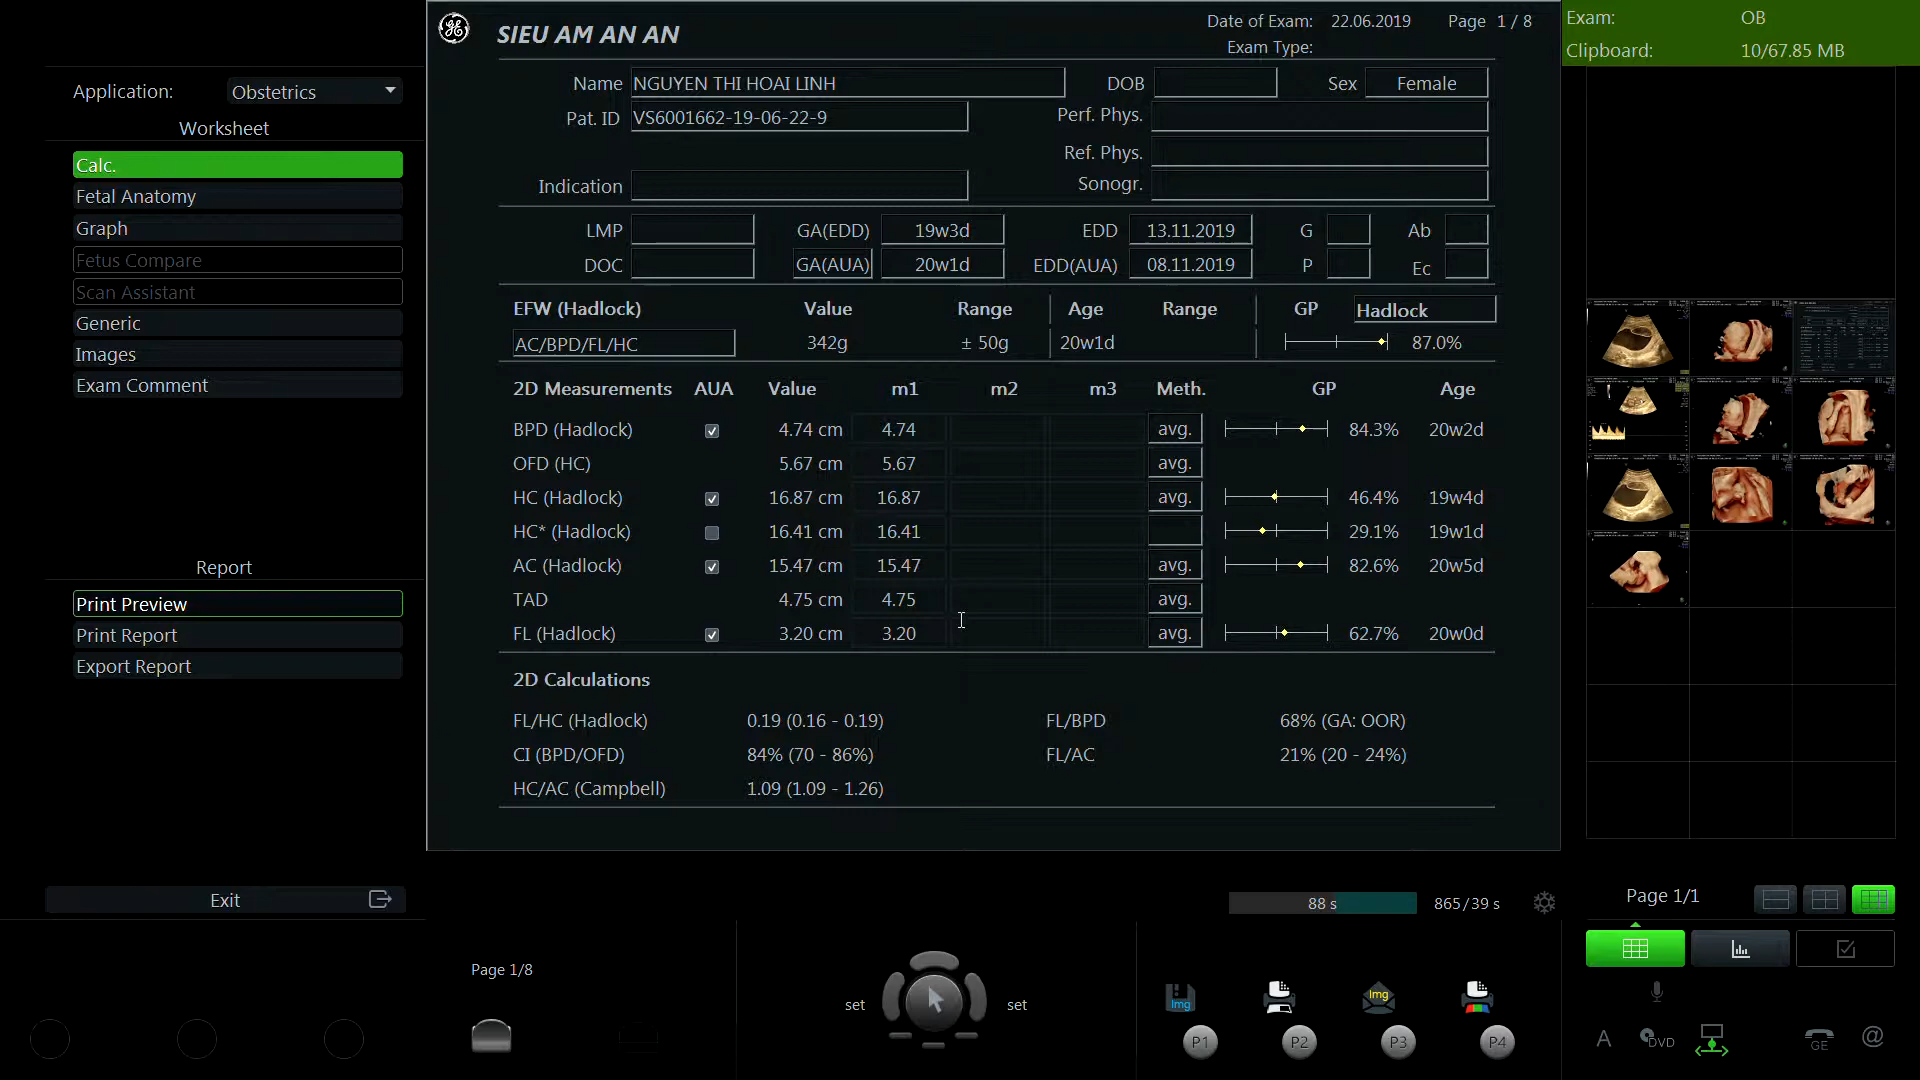 SIEU AM AN AN
Date of Exam: 22.06.2019 Page 1 / 8
Exam Type:
Exam: OB
Clipboard: 10/67.85 MB
Application: Obstetrics
Worksheet
Calc.
Fetal Anatomy
Graph
Fetus Compare
Scan Assistant
Generic
Images
Exam Comment
Report
Print Preview
Print Report
Export Report
Exit
Name NGUYEN THI HOAI LINH DOB Sex Female
Pat. ID VS6001662-19-06-22-9 Perf. Phys.
Ref. Phys.
Indication Sonogr.
LMP GA(EDD) 19w3d EDD 13.11.2019 G Ab
DOC GA(AUA) 20w1d EDD(AUA) 08.11.2019 P Ec
EFW (Hadlock) Value Range Age Range GP Hadlock
AC/BPD/FL/HC 342g ± 50g 20w1d 87.0%
2D Measurements AUA Value m1 m2 m3 Meth. GP Age
BPD (Hadlock) 4.74 cm 4.74 avg. 84.3% 20w2d
OFD (HC) 5.67 cm 5.67 avg.
HC (Hadlock) 16.87 cm 16.87 avg. 46.4% 19w4d
HC* (Hadlock) 16.41 cm 16.41 29.1% 19w1d
AC (Hadlock) 15.47 cm 15.47 avg. 82.6% 20w5d
TAD 4.75 cm 4.75 avg.
FL (Hadlock) 3.20 cm 3.20 avg. 62.7% 20w0d
2D Calculations
FL/HC (Hadlock) 0.19 (0.16 - 0.19) FL/BPD 68% (GA: OOR)
CI (BPD/OFD) 84% (70 - 86%) FL/AC 21% (20 - 24%)
HC/AC (Campbell) 1.09 (1.09 - 1.26)
88 s 865/39 s
Page 1/1
Page 1/8
set set
Img Img
P1 P2 P3 P4
A DVD GE @